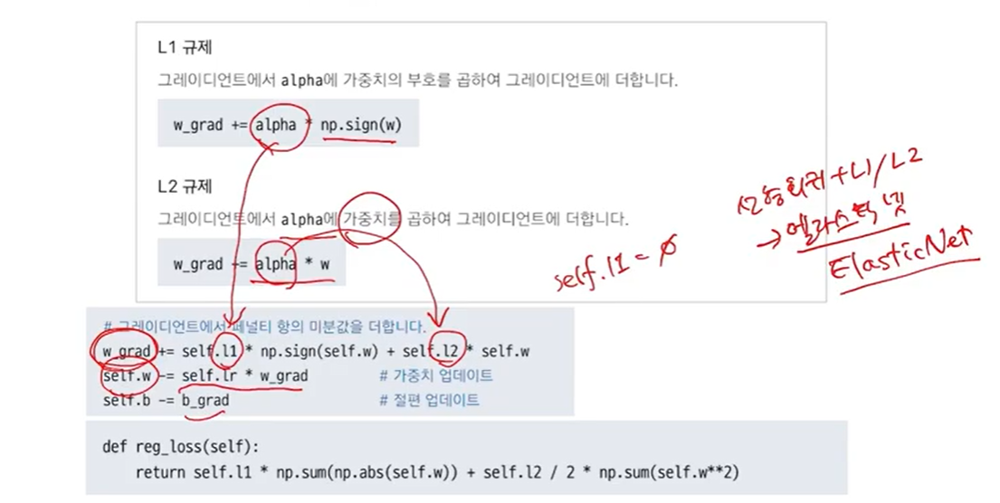 L1 규제
그레이디언트에서 alpha에 가중치의 부호를 곱하여 그레이디언트에 더합니다.
w_grad += alpha * np.sign(w)
L2 규제
그레이디언트에서 alpha에 가중치를 곱하여 그레이디언트에 더합니다.
w_grad += alpha * w
self.l1 = 0
선형회귀 + L1/L2
→ 엘라스틱 넷
ElasticNet
# 그레이디언트에서 페널티 항의 미분값을 더합니다.
w_grad += self.l1 * np.sign(self.w) + self.l2 * self.w
self.w -= self.lr * w_grad # 가중치 업데이트
self.b -= b_grad # 절편 업데이트
def reg_loss(self):
return self.l1 * np.sum(np.abs(self.w)) + self.l2 / 2 * np.sum(self.w**2)